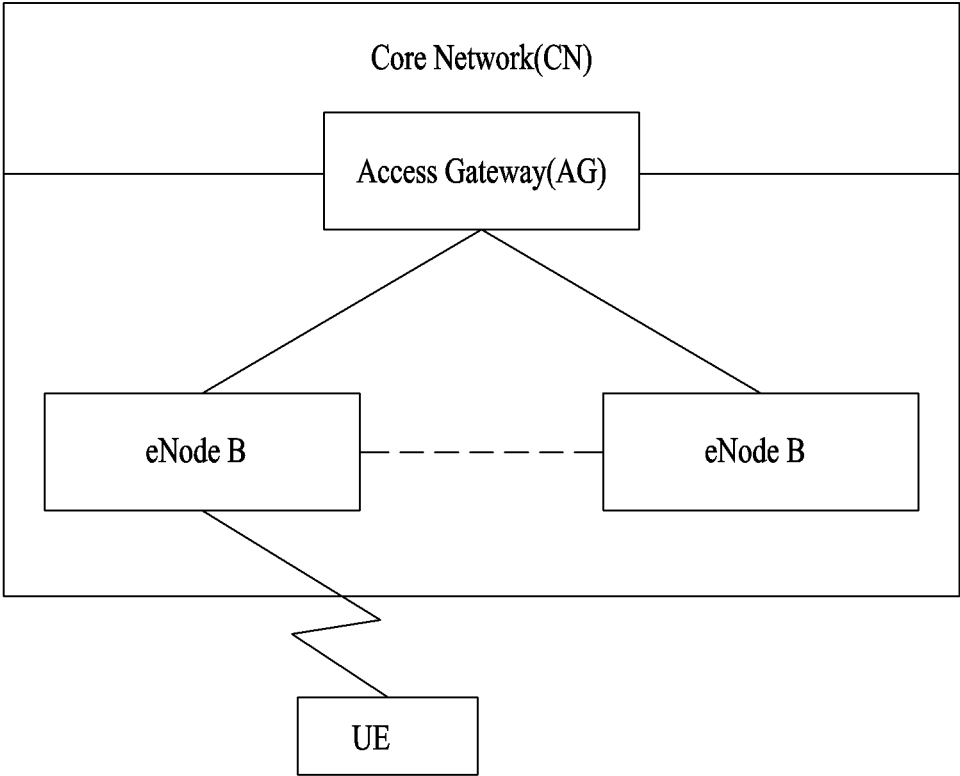 Core Network(CN)
Access Gateway(AG)
eNode B
eNode B
UE